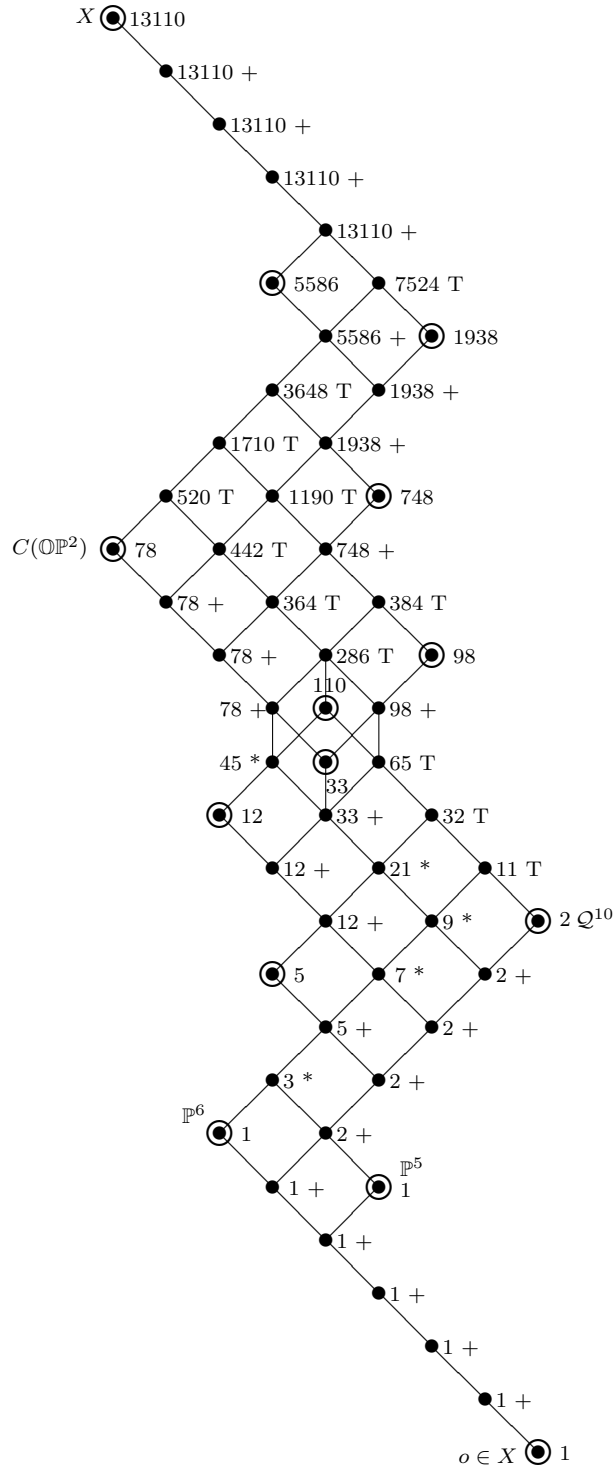 X 13110
13110 +
13110 +
13110 +
13110 +
5586 7524 T
5586 + 1938
3648 T 1938 +
1710 T 1938 +
520 T 1190 T 748
C(𝕆ℙ²) 78 442 T 748 +
78 + 364 T 384 T
78 + 286 T 98
110
78 + 98 +
45 * 65 T
33
12 33 + 32 T
12 + 21 * 11 T
12 + 9 * 2 𝒬¹⁰
5 7 * 2 +
5 + 2 +
3 * 2 +
ℙ⁶
1 2 +
ℙ⁵
1 + 1
1 +
1 +
1 +
1 +
o ∈ X 1